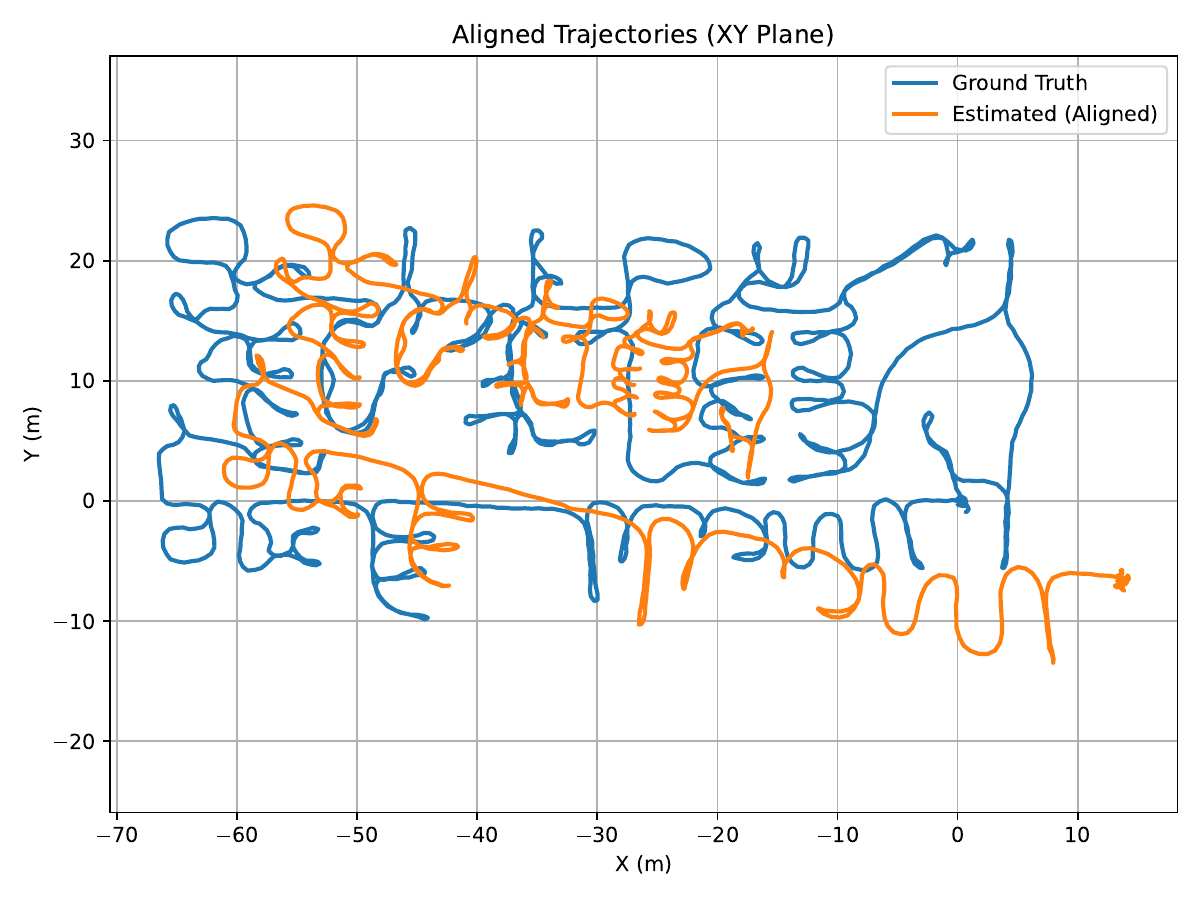 Aligned Trajectories (XY Plane)
Ground Truth
Estimated (Aligned)
30
20
10
0
−10
−20
Y (m)
−70 −60 −50 −40 −30 −20 −10 0 10
X (m)